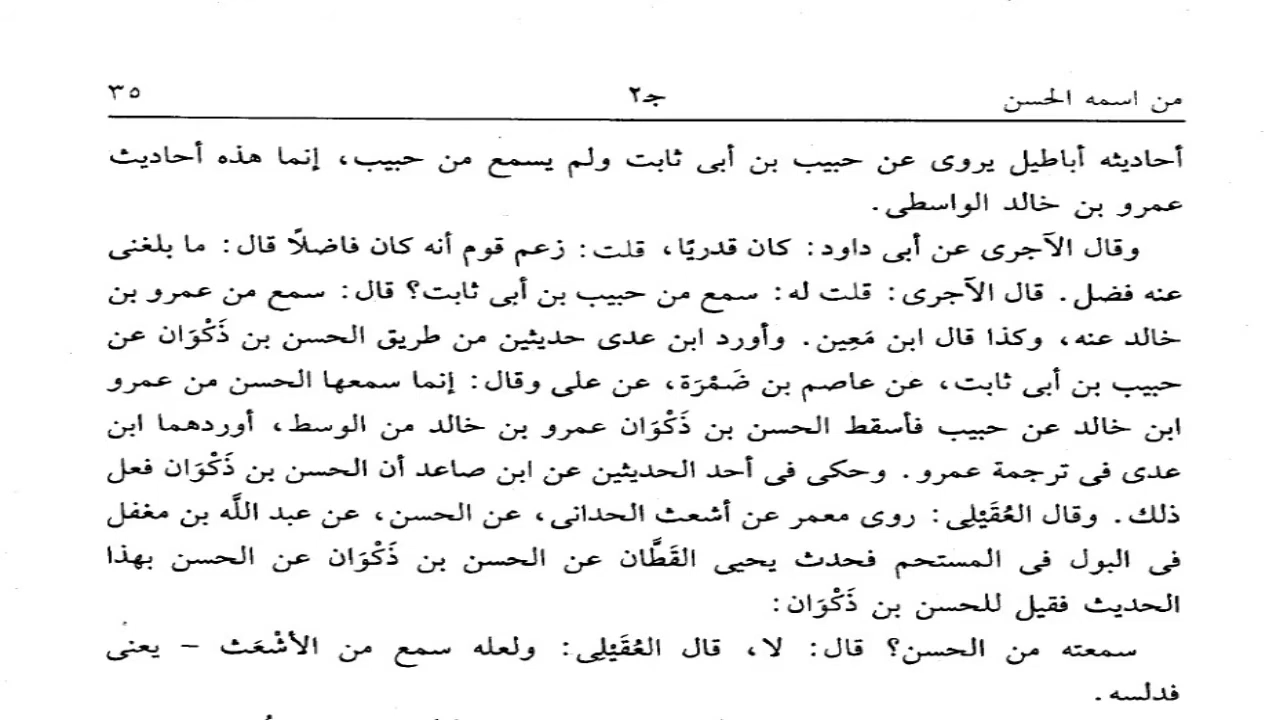 من اسمه الحسن ج٢ ٣٥
أحاديثه أباطيل يروى عن حبيب بن أبى ثابت ولم يسمع من حبيب، إنما هذه أحاديث
عمرو بن خالد الواسطى.
وقال الآجرى عن أبى داود: كان قدريًا، قلت: زعم قوم أنه كان فاضلًا قال: ما بلغنى
عنه فضل. قال الآجرى: قلت له: سمع من حبيب بن أبى ثابت؟ قال: سمع من عمرو بن
خالد عنه، وكذا قال ابن مَعِين. وأورد ابن عدى حديثين من طريق الحسن بن ذَكْوَان عن
حبيب بن أبى ثابت، عن عاصم بن ضَمْرَة، عن على وقال: إنما سمعها الحسن من عمرو
ابن خالد عن حبيب فأسقط الحسن بن ذَكْوَان عمرو بن خالد من الوسط، أوردهما ابن
عدى فى ترجمة عمرو. وحكى فى أحد الحديثين عن ابن صاعد أن الحسن بن ذَكْوَان فعل
ذلك. وقال العُقَيْلِى: روى معمر عن أشعث الحدانى، عن الحسن، عن عبد اللَّه بن مغفل
فى البول فى المستحم فحدث يحيى القَطَّان عن الحسن بن ذَكْوَان عن الحسن بهذا
الحديث فقيل للحسن بن ذَكْوَان:
سمعته من الحسن؟ قال: لا، قال العُقَيْلِى: ولعله سمع من الأشْعَث – يعنى
فدلسه.